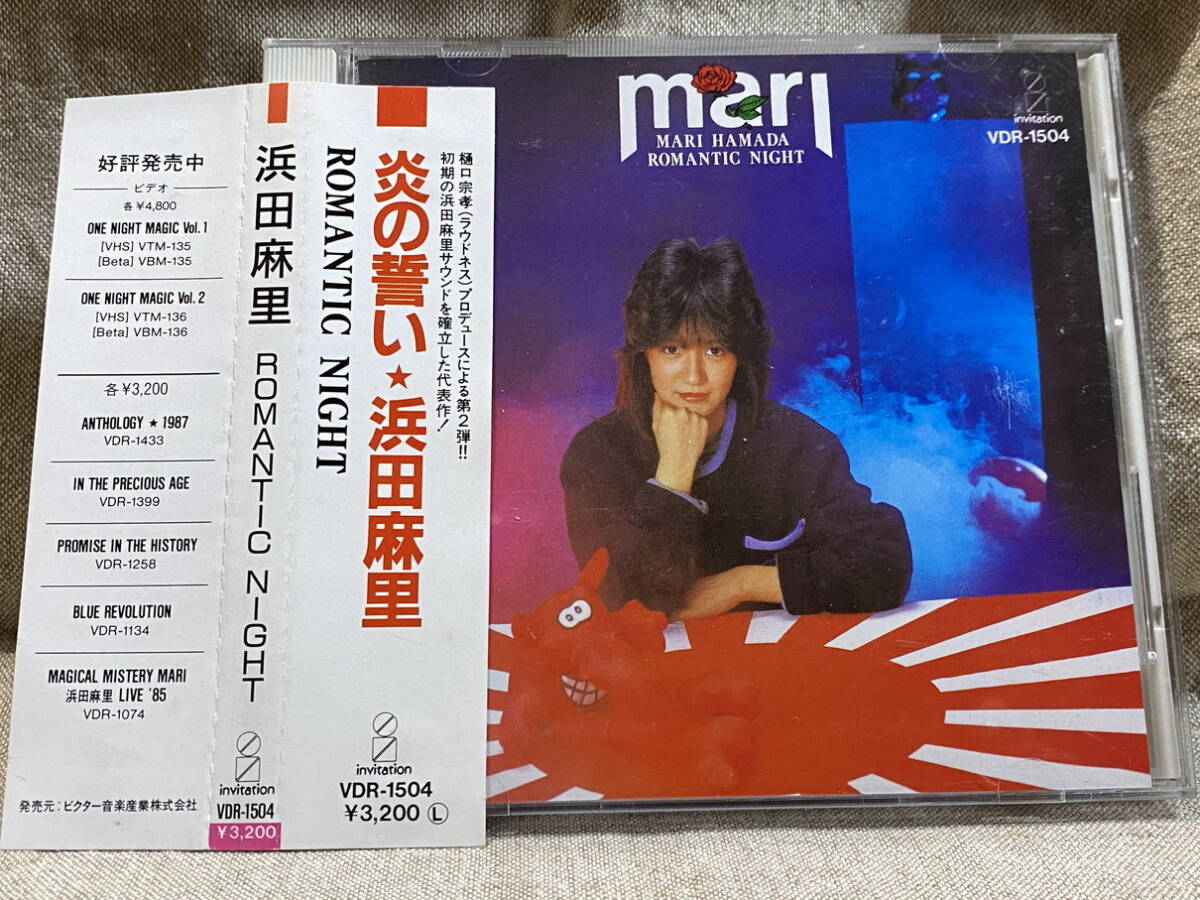 好評発売中
ビデオ
各¥4,800
ONE NIGHT MAGIC Vol. 1
[VHS] VTM-135
[Beta] VBM-135
ONE NIGHT MAGIC Vol. 2
[VHS] VTM-136
[Beta] VBM-136
各¥3,200
ANTHOLOGY ★ 1987
VDR-1433
IN THE PRECIOUS AGE
VDR-1399
PROMISE IN THE HISTORY
VDR-1258
BLUE REVOLUTION
VDR-1134
MAGICAL MISTERY MARI
浜田麻里 LIVE '85
VDR-1074
発売元:ビクター音楽産業株式会社
浜田麻里 ROMANTIC NIGHT
invitation
VDR-1504
¥3,200
樋口宗孝(ラウドネス)プロデュースによる第2弾!!
初期の浜田麻里サウンドを確立した代表作!
炎の誓い★浜田麻里
ROMANTIC NIGHT
invitation
VDR-1504
¥3,200 Ⓛ
mari
MARI HAMADA
ROMANTIC NIGHT
invitation
VDR-1504